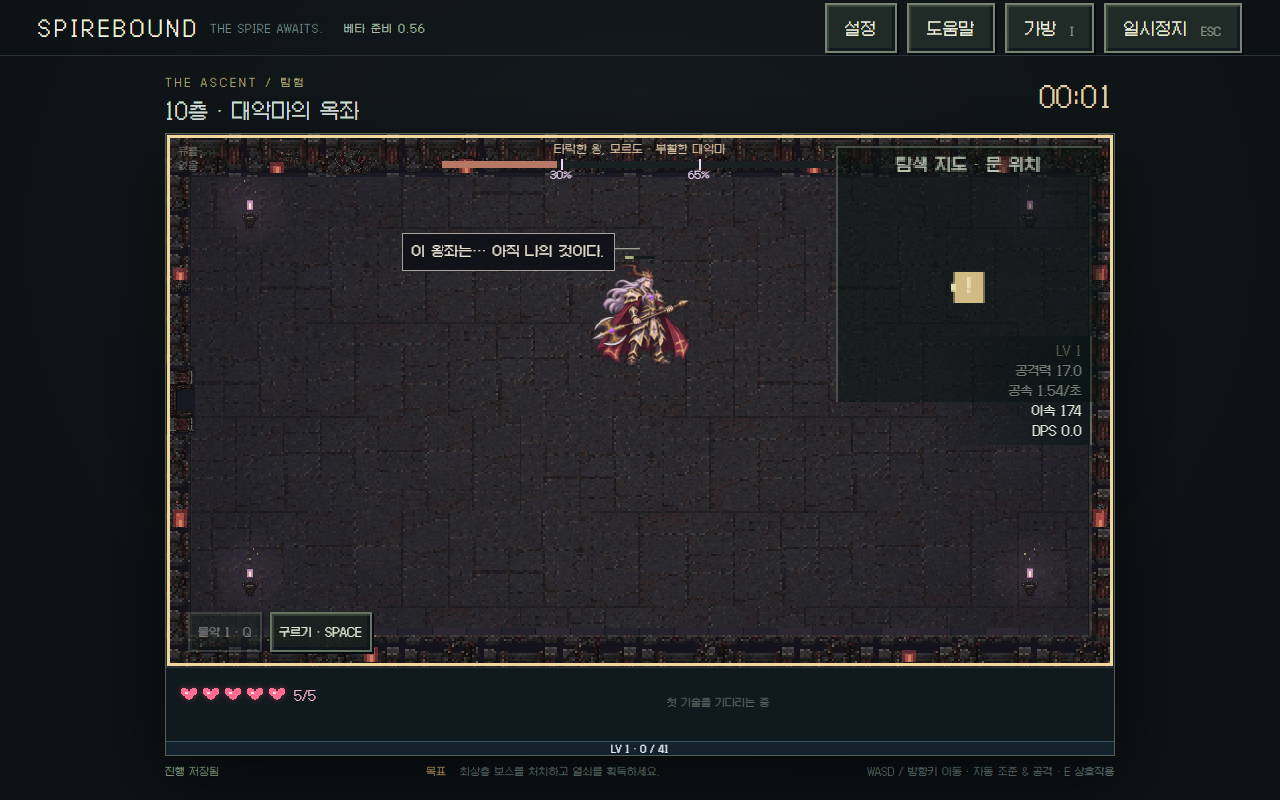 SPIREBOUND THE SPIRE AWAITS. 베타 준비 0.56
설정 도움말 가방 I 일시정지 ESC
THE ASCENT / 탐험
10층 · 대악마의 옥좌
00:01
유물
없음
타락한 왕, 모르도 · 부활한 대악마
30% 65%
탐색 지도 · 문 위치
이 왕좌는… 아직 나의 것이다.
!
LV 1
공격력 17.0
공속 1.54/초
이속 174
DPS 0.0
물약 1 · Q 구르기 · SPACE
5/5
첫 기술을 기다리는 중
LV 1 · 0 / 41
진행 저장됨 목표 최상층 보스를 처치하고 열쇠를 획득하세요. WASD / 방향키 이동 · 자동 조준 & 공격 · E 상호작용